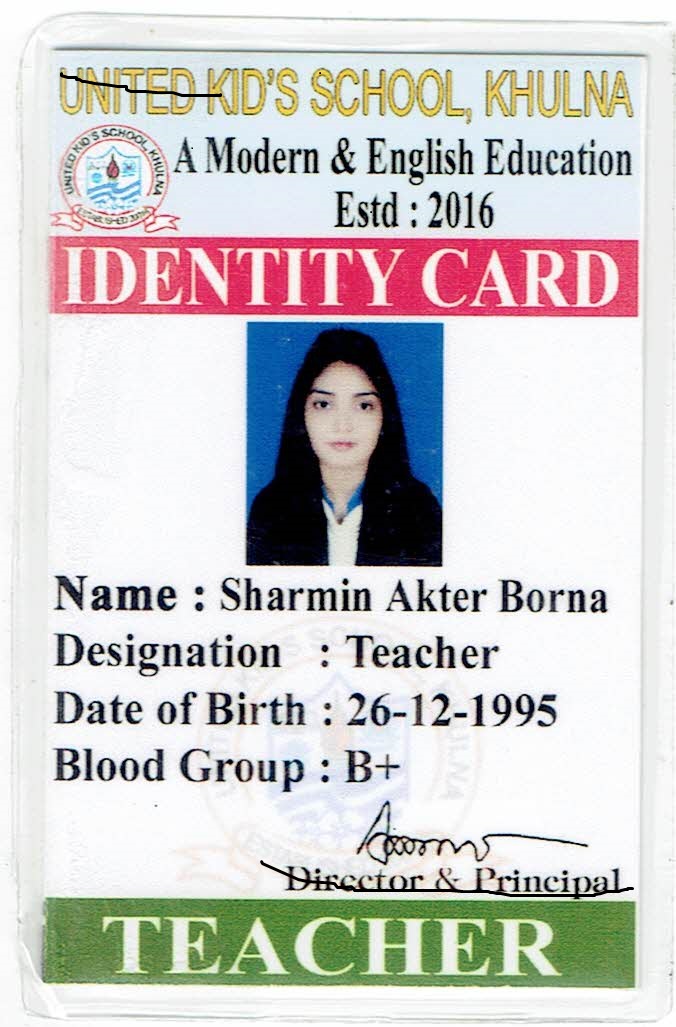 UNITED KID'S SCHOOL, KHULNA
UNITED KID'S SCHOOL, KHULNA
A Modern & English Education
Estd : 2016
IDENTITY CARD
Name : Sharmin Akter Borna
Designation : Teacher
Date of Birth : 26-12-1995
Blood Group : B+
Director & Principal
TEACHER